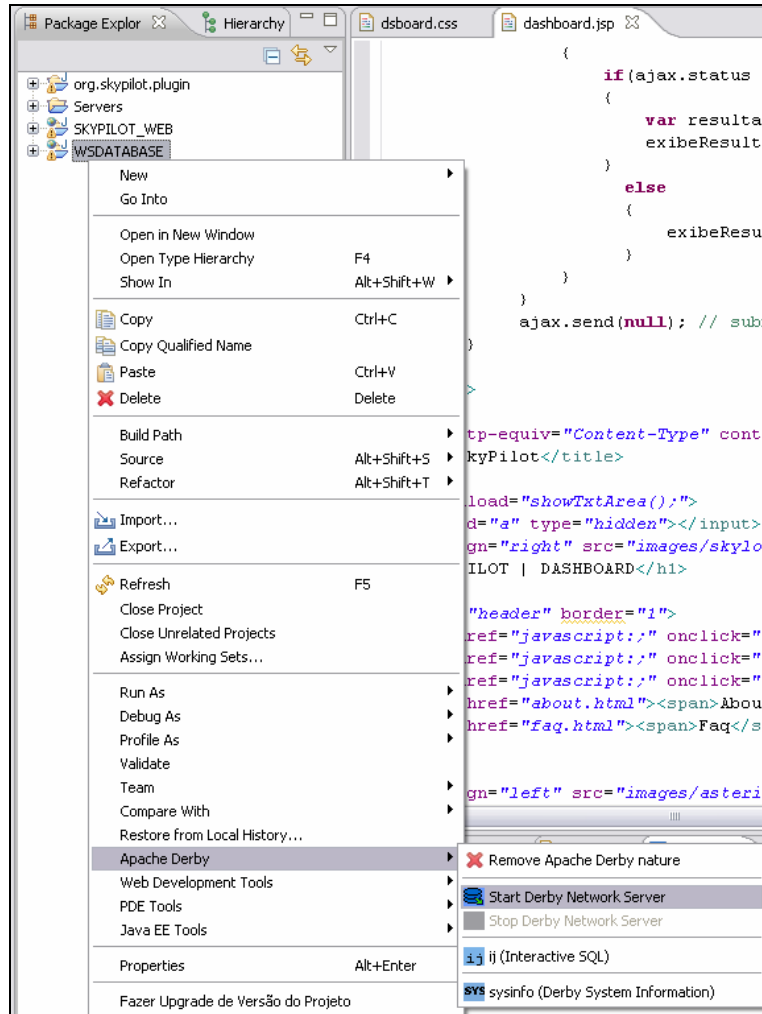 Package Explor
Hierarchy
dsboard.css
dashboard.jsp
org.skypilot.plugin
Servers
SKYPILOT_WEB
WSDATABASE
{
if(ajax.status
{
var resulta
exibeResult
}
else
{
exibeResu
}
}
}
ajax.send(null); // sub
}
>
tp-equiv="Content-Type" cont
kyPilot</title>
load="showTxtArea();">
d="a" type="hidden"></input>
gn="right" src="images/skylo
ILOT | DASHBOARD</h1>
"header" border="1">
ref="javascript:;" onclick="
ref="javascript:;" onclick="
ref="javascript:;" onclick="
href="about.html"><span>Abou
href="faq.html"><span>Faq</s
gn="left" src="images/asteri
New
Go Into
Open in New Window
Open Type Hierarchy F4
Show In Alt+Shift+W
Copy Ctrl+C
Copy Qualified Name
Paste Ctrl+V
Delete Delete
Build Path
Source Alt+Shift+S
Refactor Alt+Shift+T
Import...
Export...
Refresh F5
Close Project
Close Unrelated Projects
Assign Working Sets...
Run As
Debug As
Profile As
Validate
Team
Compare With
Restore from Local History...
Apache Derby
Web Development Tools
PDE Tools
Java EE Tools
Properties Alt+Enter
Fazer Upgrade de Versão do Projeto
Remove Apache Derby nature
Start Derby Network Server
Stop Derby Network Server
ij ij (Interactive SQL)
SYS sysinfo (Derby System Information)